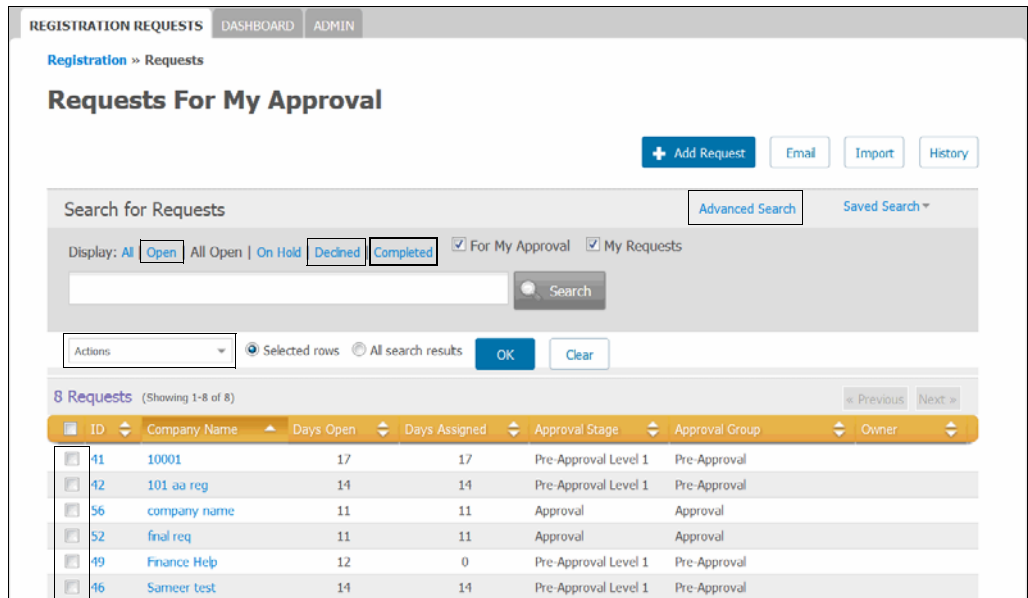 REGISTRATION REQUESTS DASHBOARD ADMIN
Registration » Requests
Requests For My Approval
Add Request Email Import History
Search for Requests Advanced Search Saved Search
Display: All | Open | All Open | On Hold | Declined | Completed For My Approval My Requests
Search
Actions Selected rows All search results OK Clear
8 Requests (Showing 1-8 of 8) « Previous Next »
ID Company Name Days Open Days Assigned Approval Stage Approval Group Owner
41 10001 17 17 Pre-Approval Level 1 Pre-Approval
42 101 aa reg 14 14 Pre-Approval Level 1 Pre-Approval
56 company name 11 11 Approval Approval
52 final req 11 11 Approval Approval
49 Finance Help 12 0 Pre-Approval Level 1 Pre-Approval
46 Sameer test 14 14 Pre-Approval Level 1 Pre-Approval